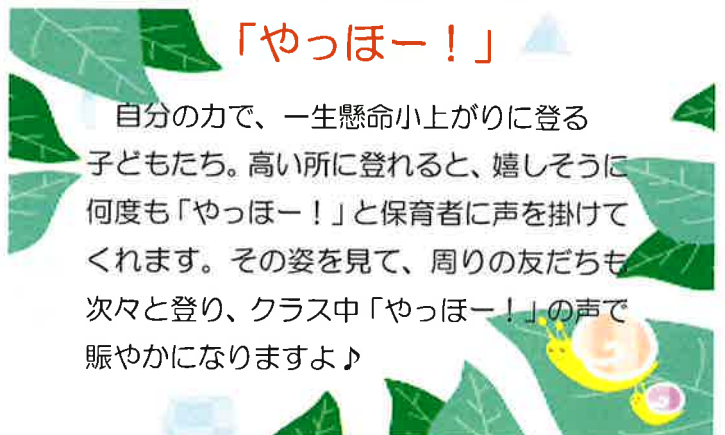 「やっほー！」
自分の力で、一生懸命小上がりに登る
子どもたち。高い所に登れると、嬉しそうに
何度も「やっほー！」と保育者に声を掛けて
くれます。その姿を見て、周りの友だちも
次々と登り、クラス中「やっほー！」の声で
賑やかになりますよ♪